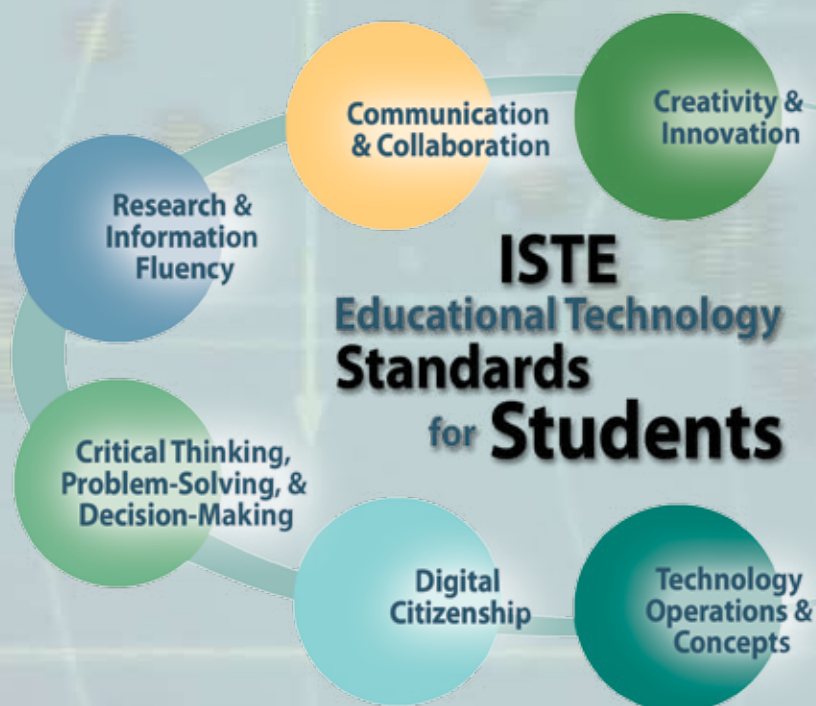 Communication
& Collaboration
Creativity &
Innovation
Research &
Information
Fluency
ISTE
Educational Technology
Standards
for Students
Critical Thinking,
Problem-Solving, &
Decision-Making
Digital
Citizenship
Technology
Operations &
Concepts